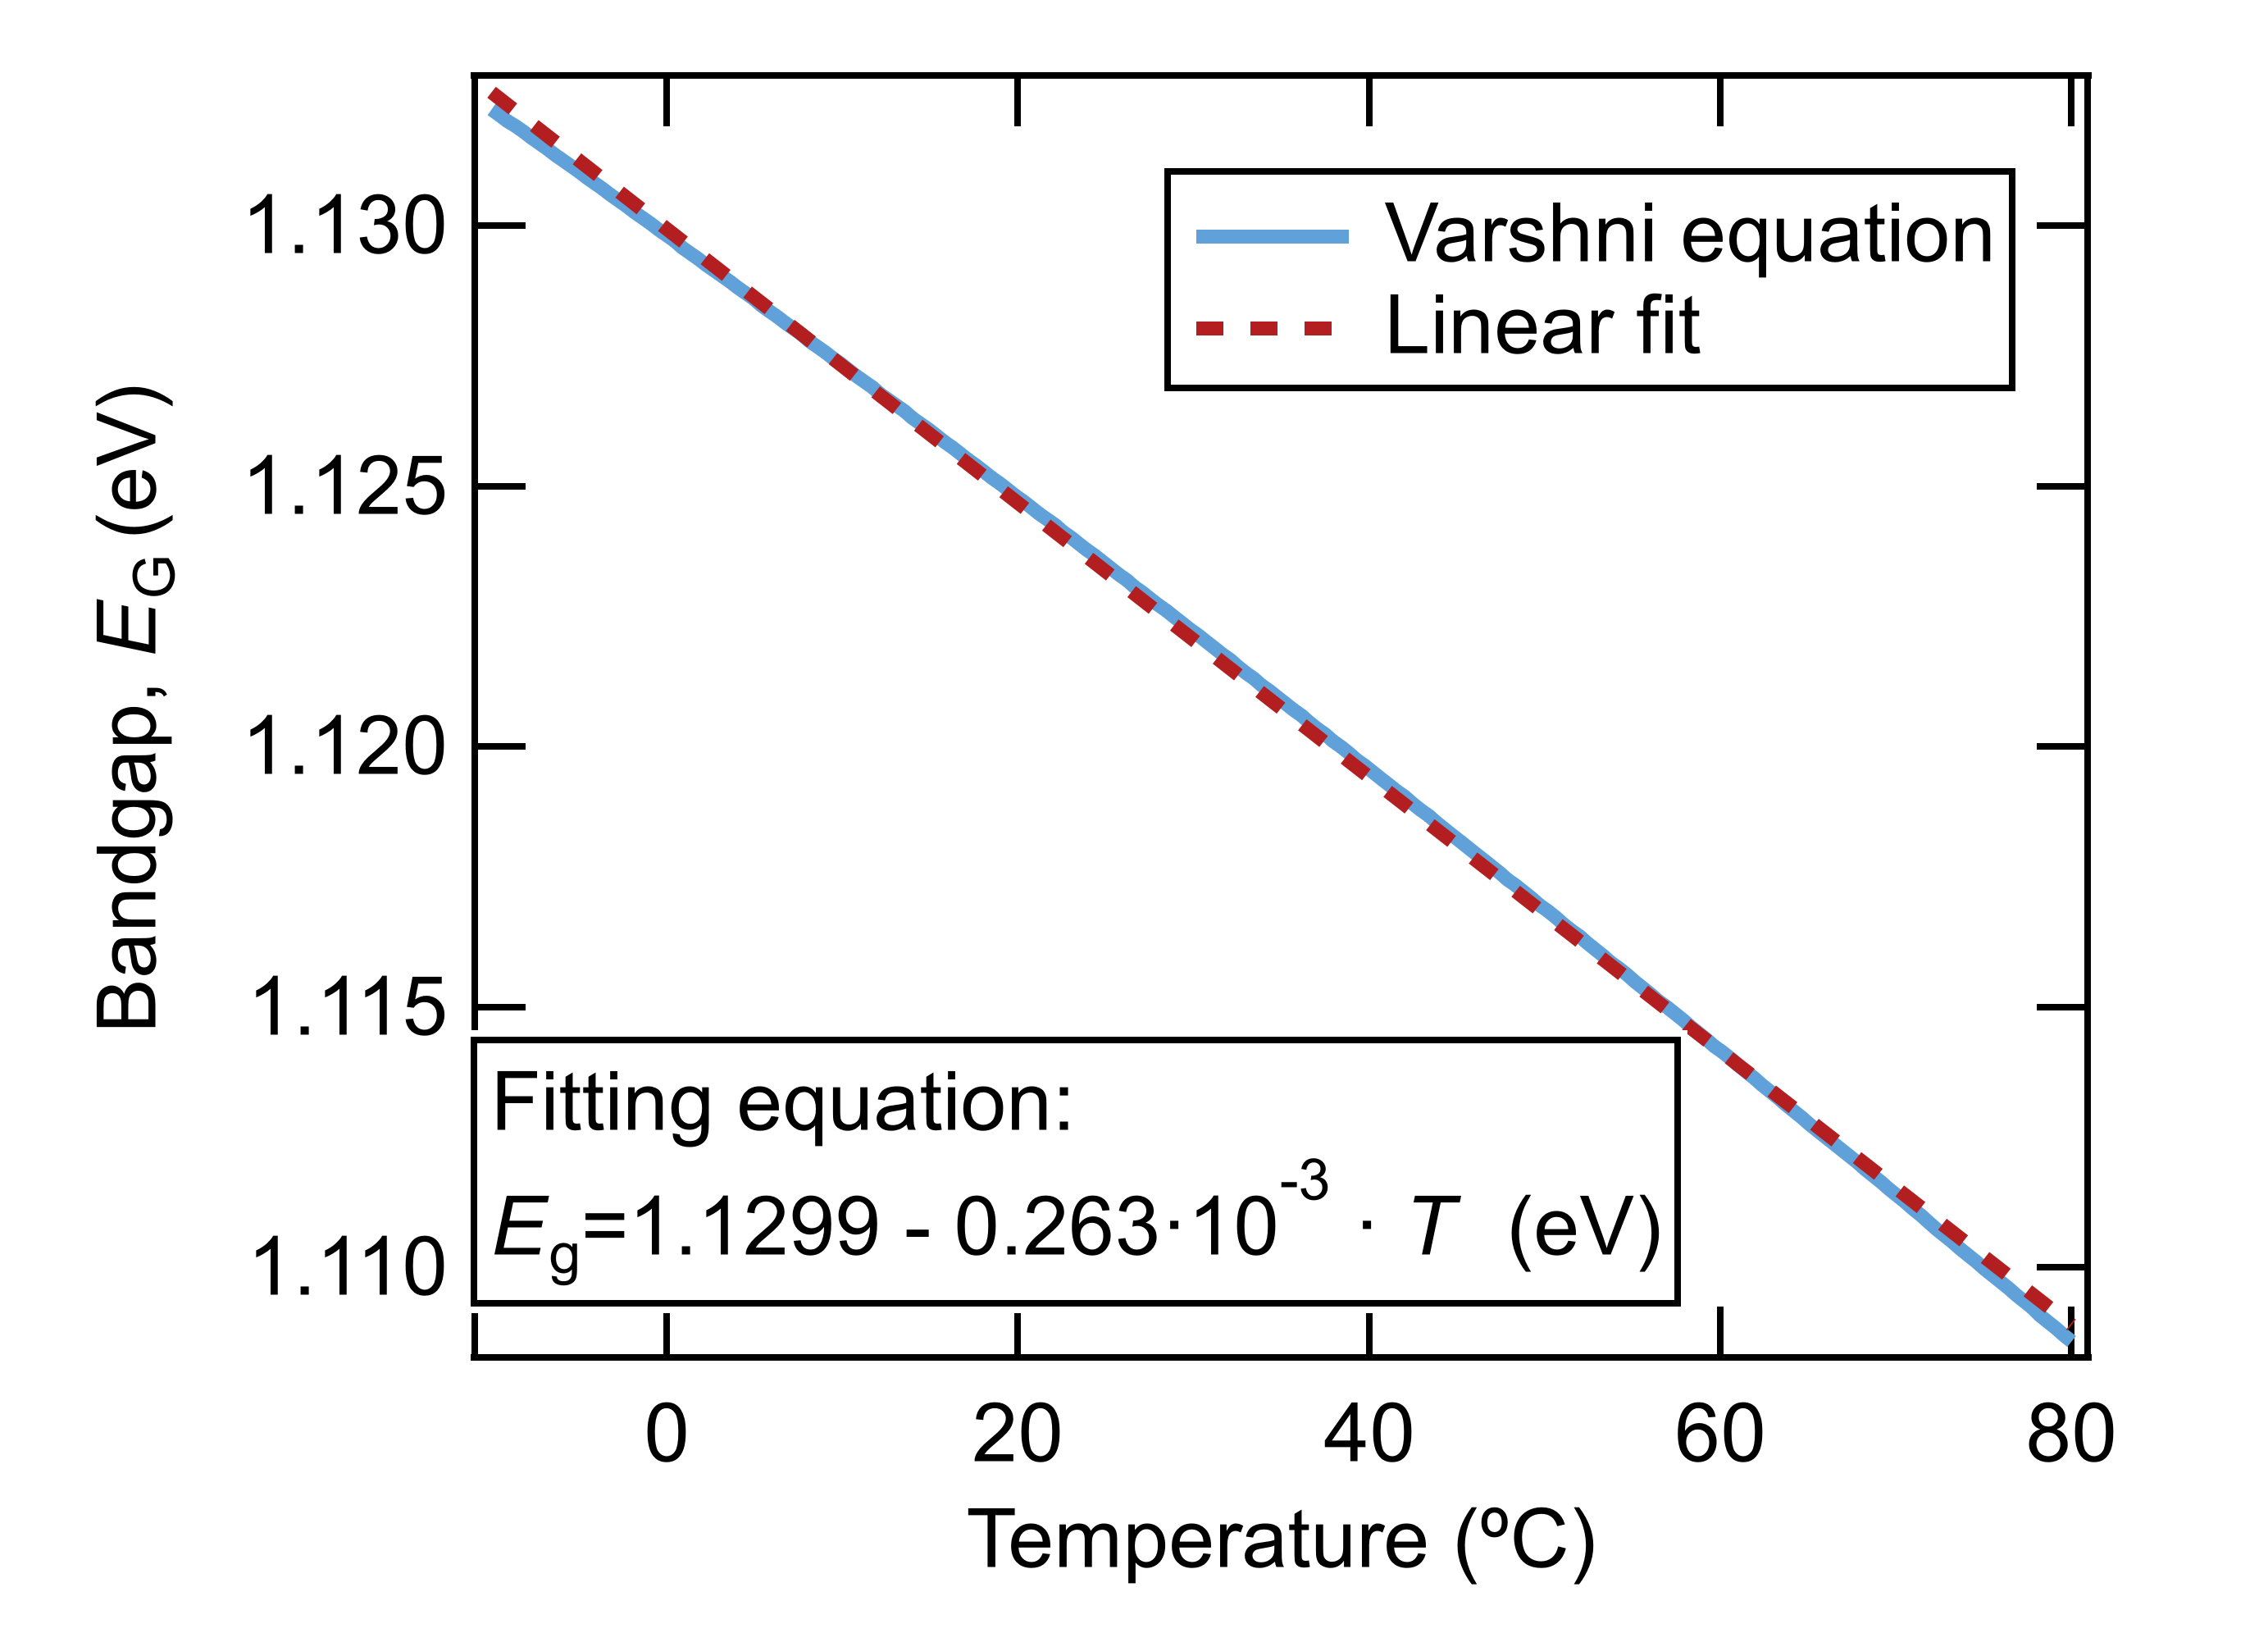 Bandgap, EG (eV)
1.130
1.125
1.120
1.115
1.110
Varshni equation
Linear fit
Fitting equation:
Eg=1.1299 - 0.263·10-3 · T (eV)
0 20 40 60 80
Temperature (ºC)